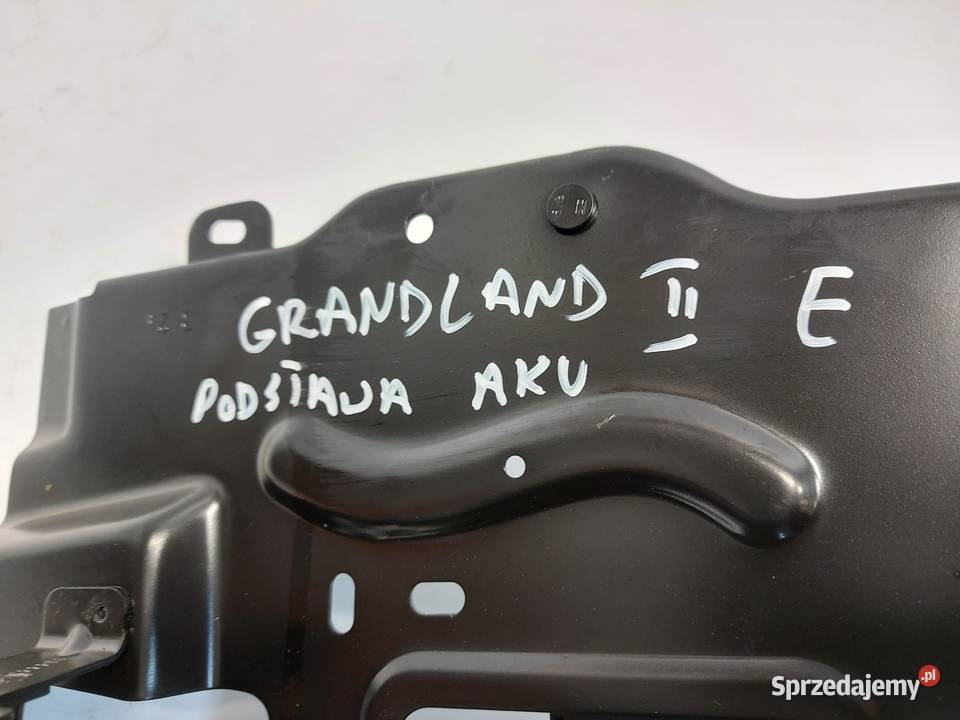 GRANDLAND II E
PODSTAWA AKU
Sprzedajemy.pl